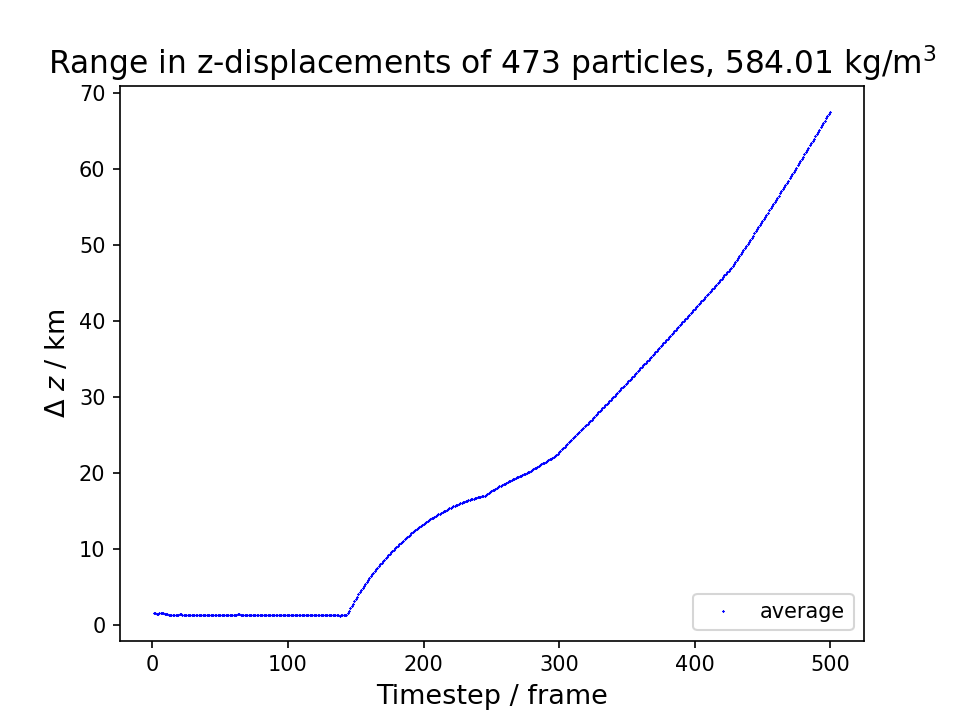 Range in z-displacements of 473 particles, 584.01 kg/m³
70
60
50
40
30
20
10
0
Δ z / km
0 100 200 300 400 500
Timestep / frame
average